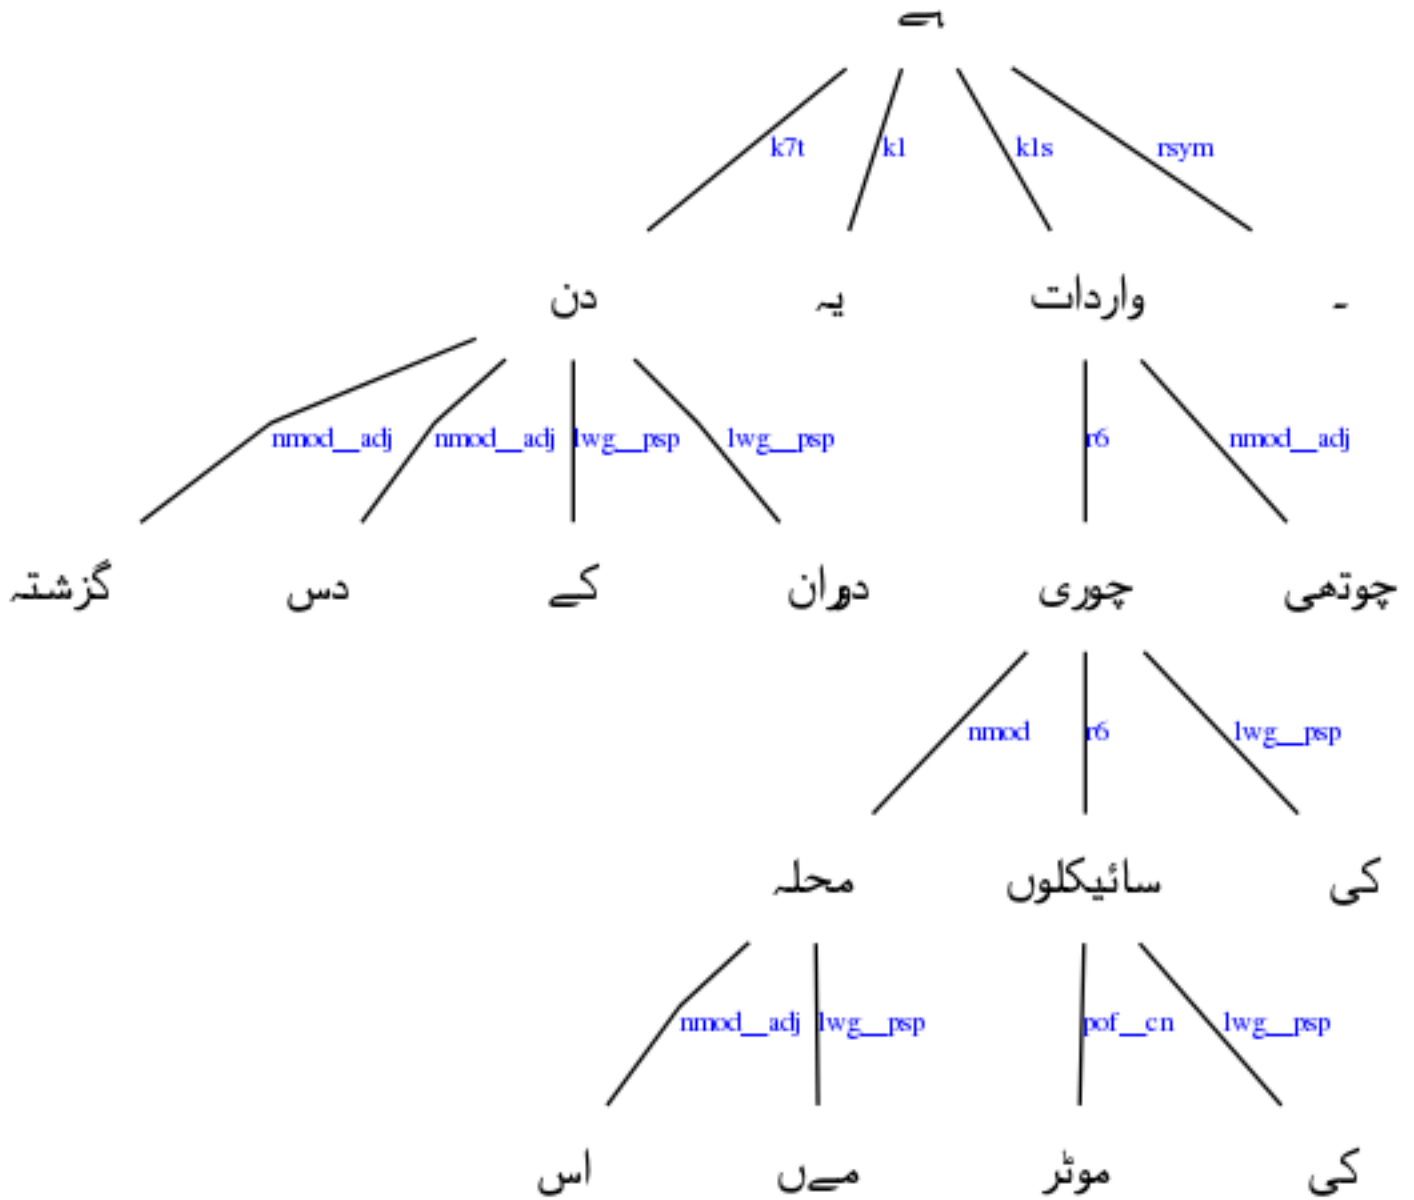 ہے
k7t k1 k1s rsym
دن یہ واردات ۔
nmod__adj nmod__adj lwg__psp lwg__psp r6 nmod__adj
گزشتہ دس کے دوران چوری چوتھی
nmod r6 lwg__psp
محلہ سائیکلوں کی
nmod__adj lwg__psp pof__cn lwg__psp
اس مےں موٹر کی